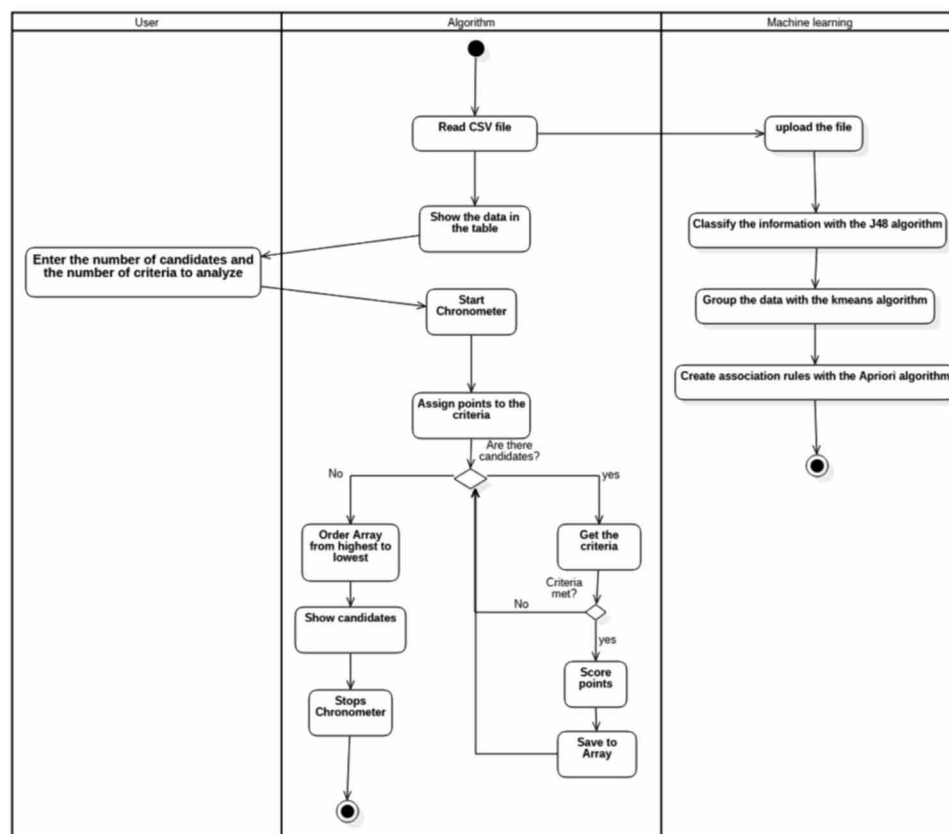 User
Algorithm
Machine learning
Read CSV file
upload the file
Show the data in
the table
Classify the information with the J48 algorithm
Enter the number of candidates and
the number of criteria to analyze
Start
Chronometer
Group the data with the kmeans algorithm
Create association rules with the Apriori algorithm
Assign points to the
criteria
Are there
candidates?
No
yes
Order Array
from highest to
lowest
Get the
criteria
Criteria
met?
No
Show candidates
yes
Score
points
Stops
Chronometer
Save to
Array